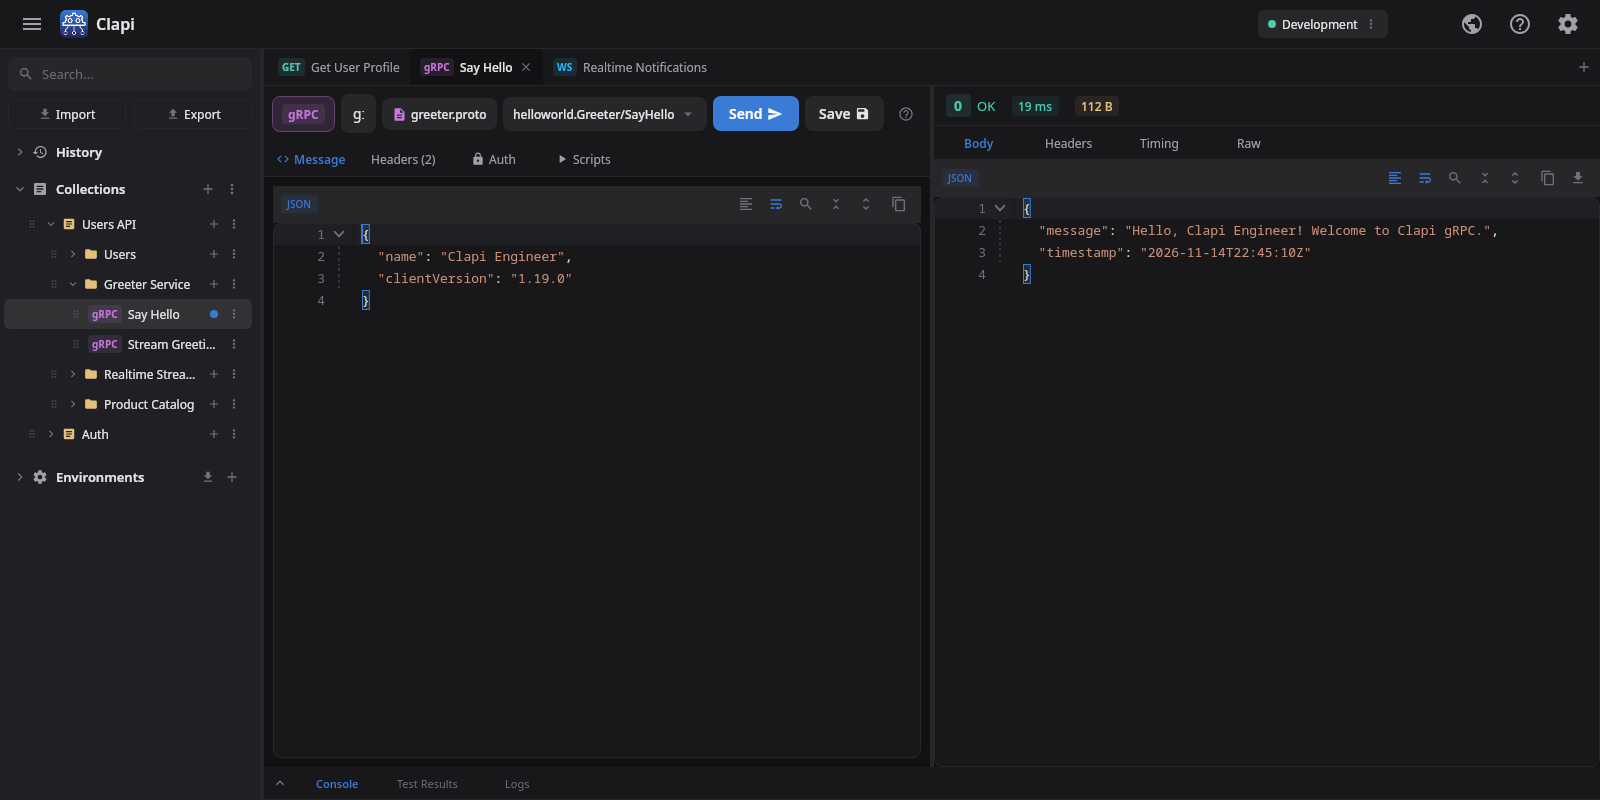 Clapi
Development
Search...
Import
Export
History
Collections
Users API
Users
Greeter Service
gRPC Say Hello
gRPC Stream Greeti...
Realtime Strea...
Product Catalog
Auth
Environments
GET Get User Profile
gRPC Say Hello
WS Realtime Notifications
gRPC
g:
greeter.proto
helloworld.Greeter/SayHello
Send
Save
Message
Headers (2)
Auth
Scripts
JSON
1 {
2 "name": "Clapi Engineer",
3 "clientVersion": "1.19.0"
4 }
0 OK 19 ms 112 B
Body
Headers
Timing
Raw
JSON
1 {
2 "message": "Hello, Clapi Engineer! Welcome to Clapi gRPC.",
3 "timestamp": "2026-11-14T22:45:10Z"
4 }
Console
Test Results
Logs